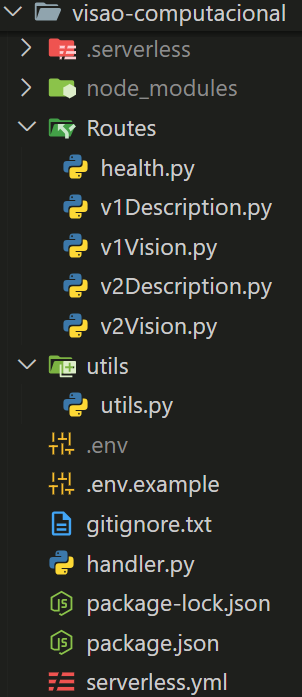 visao-computacional
.serverless
node_modules
Routes
health.py
v1Description.py
v1Vision.py
v2Description.py
v2Vision.py
utils
utils.py
.env
.env.example
gitignore.txt
handler.py
package-lock.json
package.json
serverless.yml